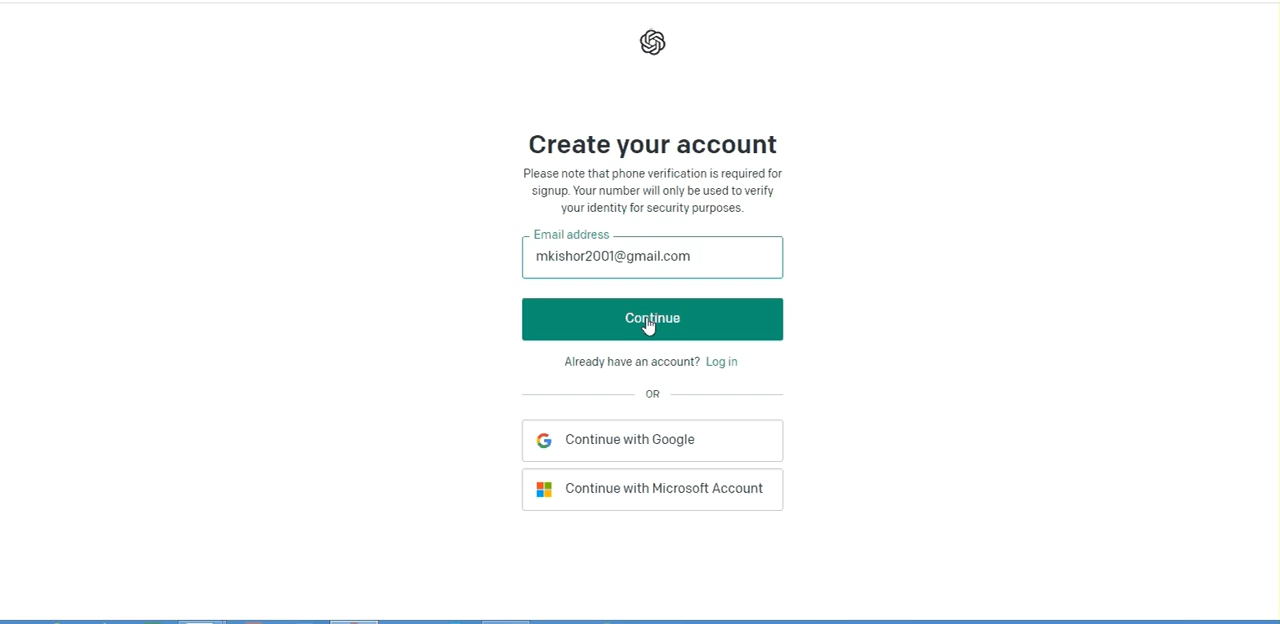 Create your account
Please note that phone verification is required for
signup. Your number will only be used to verify
your identity for security purposes.
Email address
mkishor2001@gmail.com
Continue
Already have an account? Log in
OR
Continue with Google
Continue with Microsoft Account